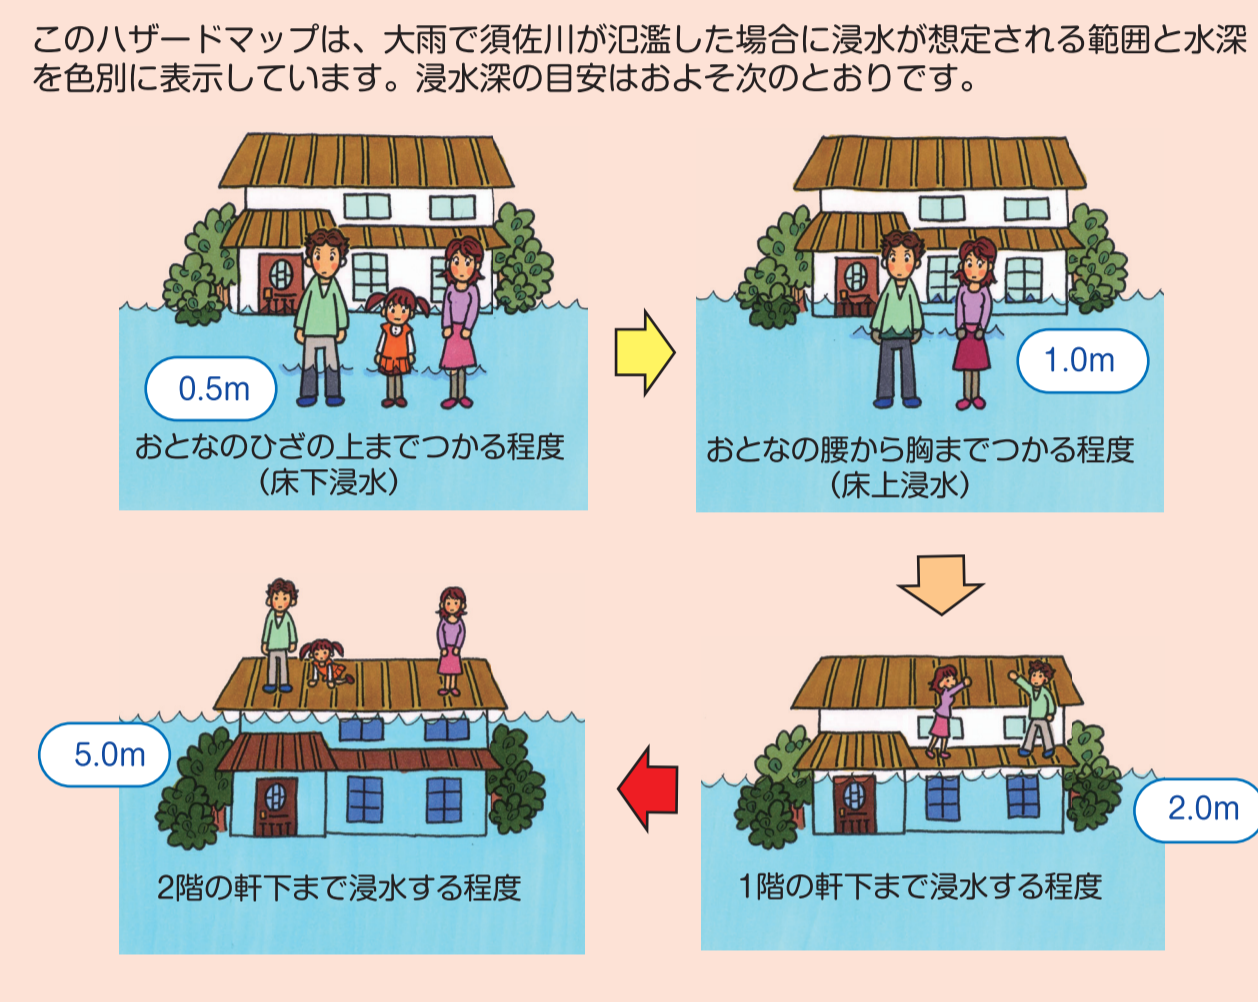 このハザードマップは、大雨で須佐川が氾濫した場合に浸水が想定される範囲と水深
を色別に表示しています。浸水深の目安はおよそ次のとおりです。
0.5m
おとなのひざの上までつかる程度
（床下浸水）
1.0m
おとなの腰から胸までつかる程度
（床上浸水）
2.0m
1階の軒下まで浸水する程度
5.0m
2階の軒下まで浸水する程度